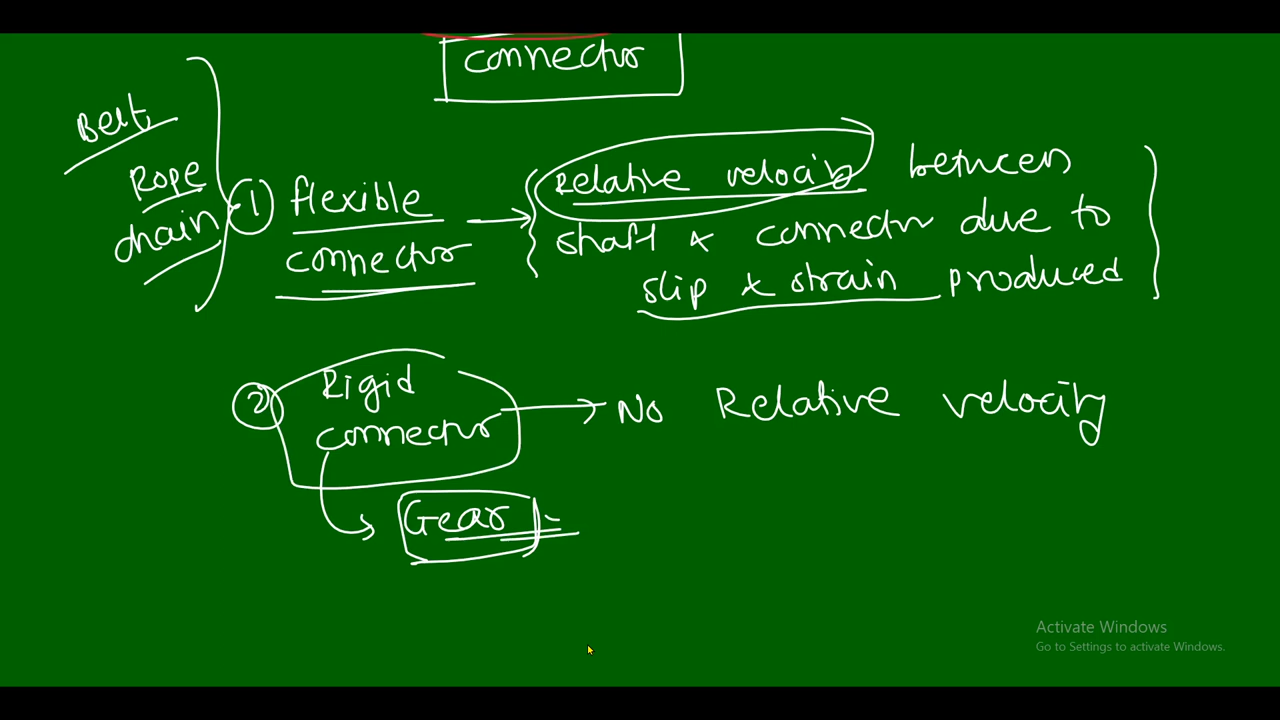 connector
Belt,
Rope
chain
① flexible
connector
Relative velocity between
shaft & connector due to
slip & strain produced
② Rigid
connector
No Relative velocity
Gear
Activate Windows
Go to Settings to activate Windows.